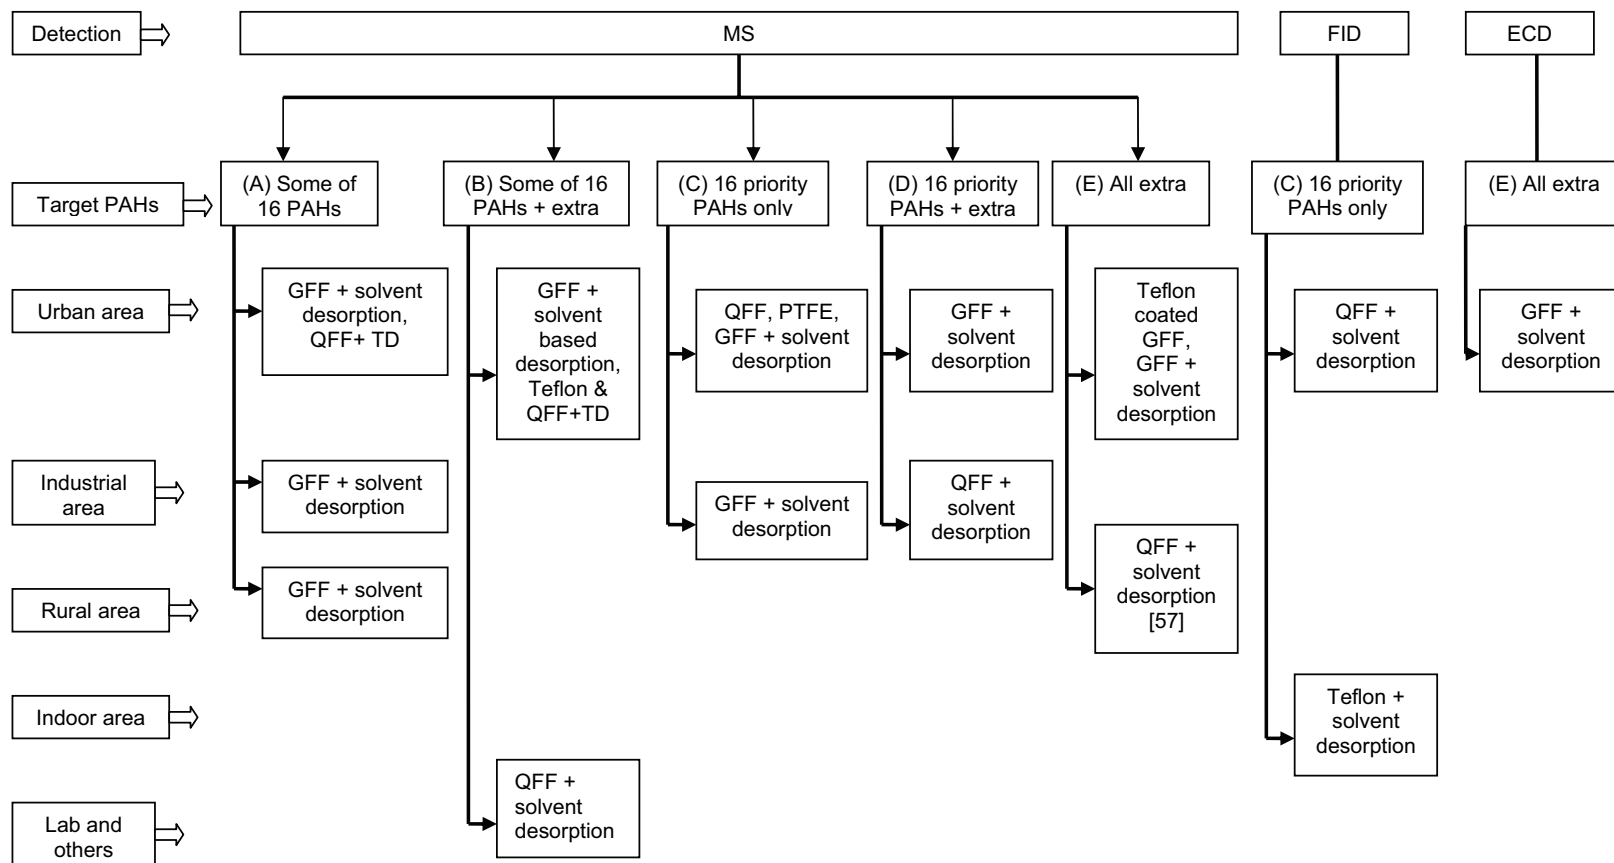 Detection
MS
FID
ECD
Target PAHs
(A) Some of
16 PAHs
(B) Some of 16
PAHs + extra
(C) 16 priority
PAHs only
(D) 16 priority
PAHs + extra
(E) All extra
(C) 16 priority
PAHs only
(E) All extra
Urban area
GFF + solvent
desorption,
QFF+ TD
GFF +
solvent
based
desorption,
Teflon &
QFF+TD
QFF, PTFE,
GFF + solvent
desorption
GFF +
solvent
desorption
Teflon
coated
GFF,
GFF +
solvent
desorption
QFF +
solvent
desorption
GFF +
solvent
desorption
Industrial
area
GFF + solvent
desorption
GFF + solvent
desorption
QFF +
solvent
desorption
Rural area
GFF + solvent
desorption
QFF +
solvent
desorption
[57]
Indoor area
Teflon +
solvent
desorption
Lab and
others
QFF +
solvent
desorption